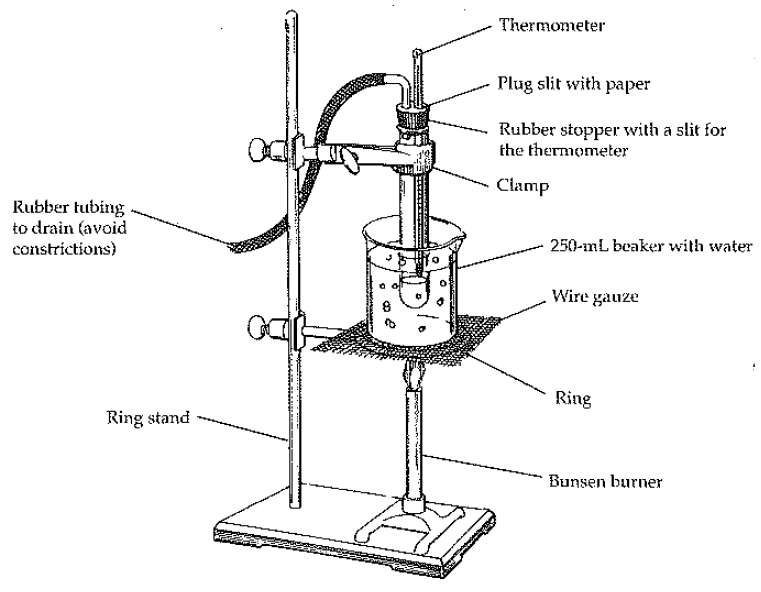 Thermometer
Plug slit with paper
Rubber stopper with a slit for
the thermometer
Clamp
Rubber tubing
to drain (avoid
constrictions)
250-mL beaker with water
Wire gauze
Ring
Ring stand
Bunsen burner